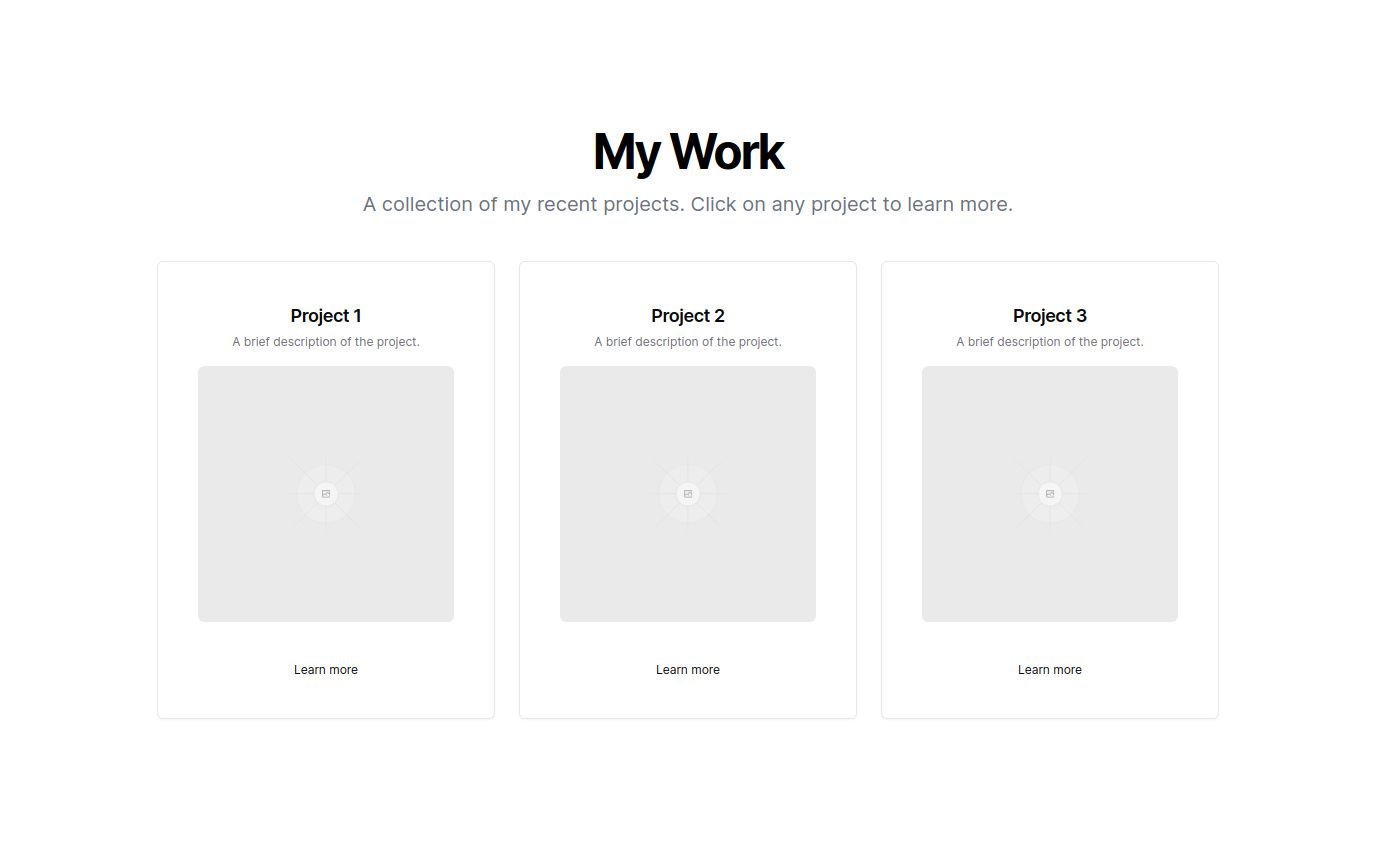 My Work
A collection of my recent projects. Click on any project to learn more.
Project 1
A brief description of the project.
Learn more
Project 2
A brief description of the project.
Learn more
Project 3
A brief description of the project.
Learn more